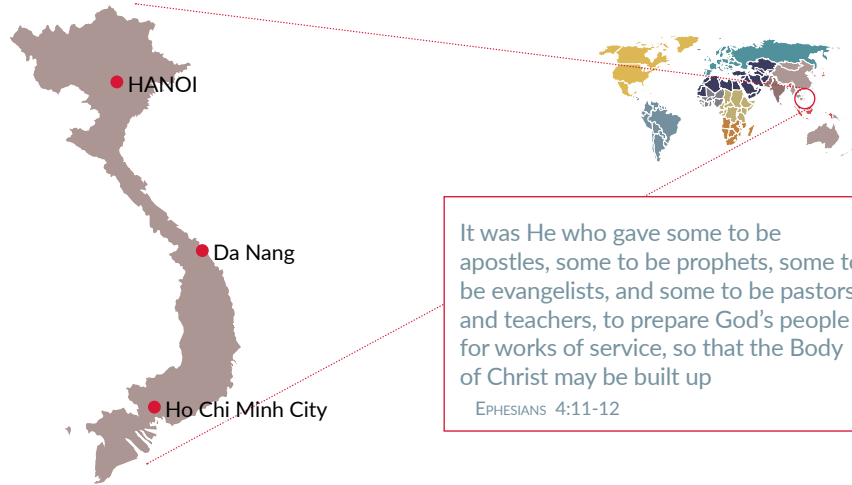 HANOI
Da Nang
Ho Chi Minh City
It was He who gave some to be
apostles, some to be prophets, some
be evangelists, and some to be pastors
and teachers, to prepare God’s people
for works of service, so that the Body
of Christ may be built up
EPHESIANS 4:11-12